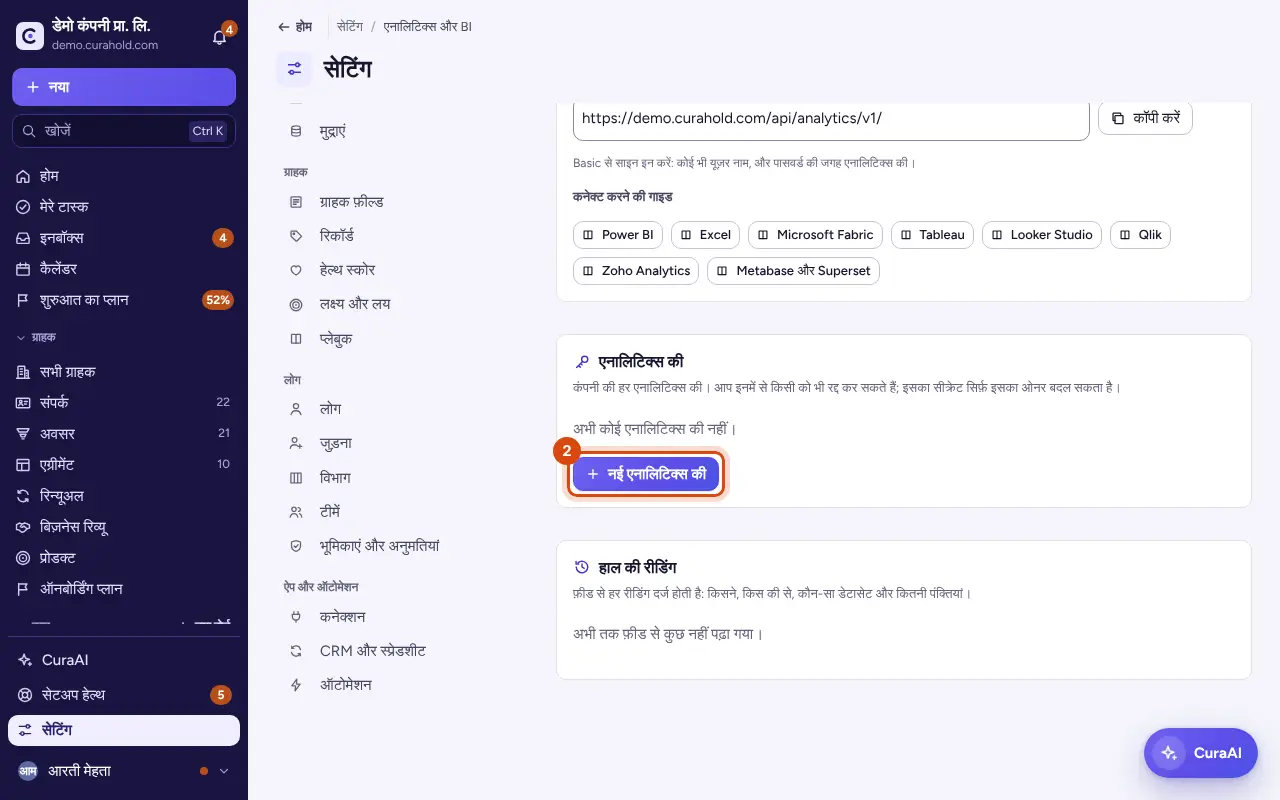 डेमो कंपनी प्रा. लि.
demo.curahold.com
4
नया
खोजें
Ctrl K
होम
मेरे टास्क
इनबॉक्स
4
कैलेंडर
शुरुआत का प्लान
52%
ग्राहक
सभी ग्राहक
संपर्क
22
अवसर
21
एग्रीमेंट
10
रिन्यूअल
बिज़नेस रिव्यू
प्रोडक्ट
ऑनबोर्डिंग प्लान
CuraAI
सेटअप हेल्थ
5
सेटिंग
आम
आरती मेहता
होम
सेटिंग / एनालिटिक्स और BI
सेटिंग
मुद्राएं
ग्राहक
ग्राहक फ़ील्ड
रिकॉर्ड
हेल्थ स्कोर
लक्ष्य और लय
प्लेबुक
लोग
लोग
जुड़ना
विभाग
टीमें
भूमिकाएं और अनुमतियां
ऐप और ऑटोमेशन
कनेक्शन
CRM और स्प्रेडशीट
ऑटोमेशन
https://demo.curahold.com/api/analytics/v1/
कॉपी करें
Basic से साइन इन करें: कोई भी यूज़र नाम, और पासवर्ड की जगह एनालिटिक्स की।
कनेक्ट करने की गाइड
Power BI
Excel
Microsoft Fabric
Tableau
Looker Studio
Qlik
Zoho Analytics
Metabase और Superset
एनालिटिक्स की
कंपनी की हर एनालिटिक्स की। आप इनमें से किसी को भी रद्द कर सकते हैं; इसका सीक्रेट सिर्फ़ इसका ओनर बदल सकता है।
अभी कोई एनालिटिक्स की नहीं।
2
नई एनालिटिक्स की
हाल की रीडिंग
फ़ीड से हर रीडिंग दर्ज होती है: किसने, किस की से, कौन-सा डेटासेट और कितनी पंक्तियां।
अभी तक फ़ीड से कुछ नहीं पढ़ा गया।
CuraAI